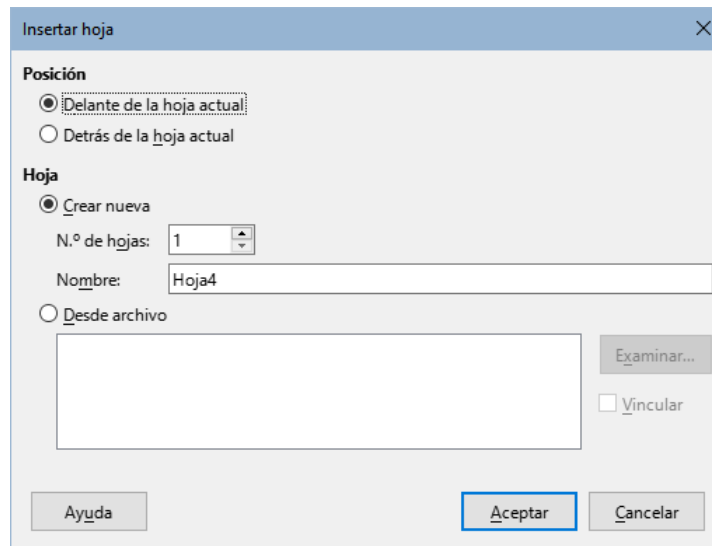 Insertar hoja
Posición
Delante de la hoja actual
Detrás de la hoja actual
Hoja
Crear nueva
N.º de hojas: 1
Nombre: Hoja4
Desde archivo
Examinar...
Vincular
Ayuda Aceptar Cancelar